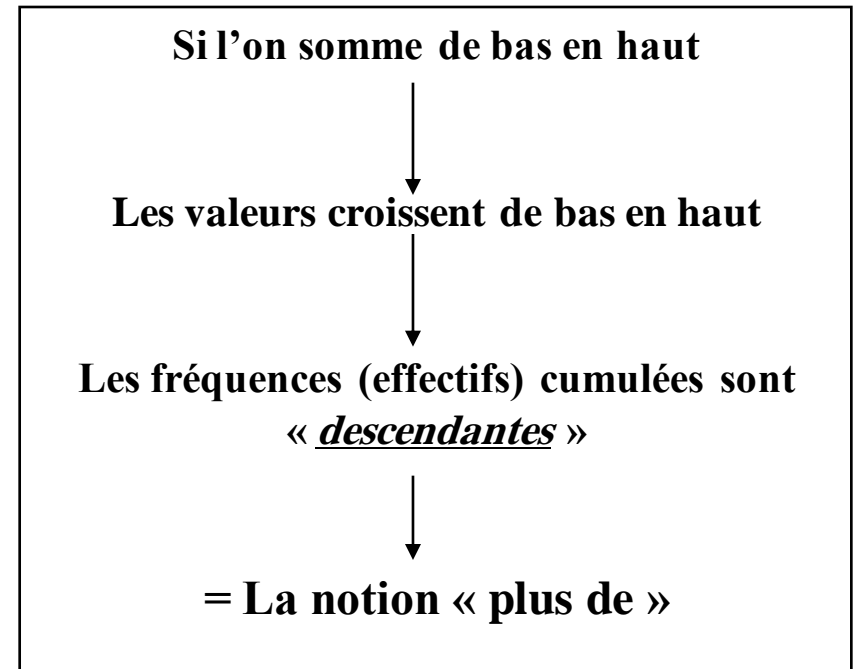 Si l’on somme de bas en haut
Les valeurs croissent de bas en haut
Les fréquences (effectifs) cumulées sont
« descendantes »
= La notion « plus de »